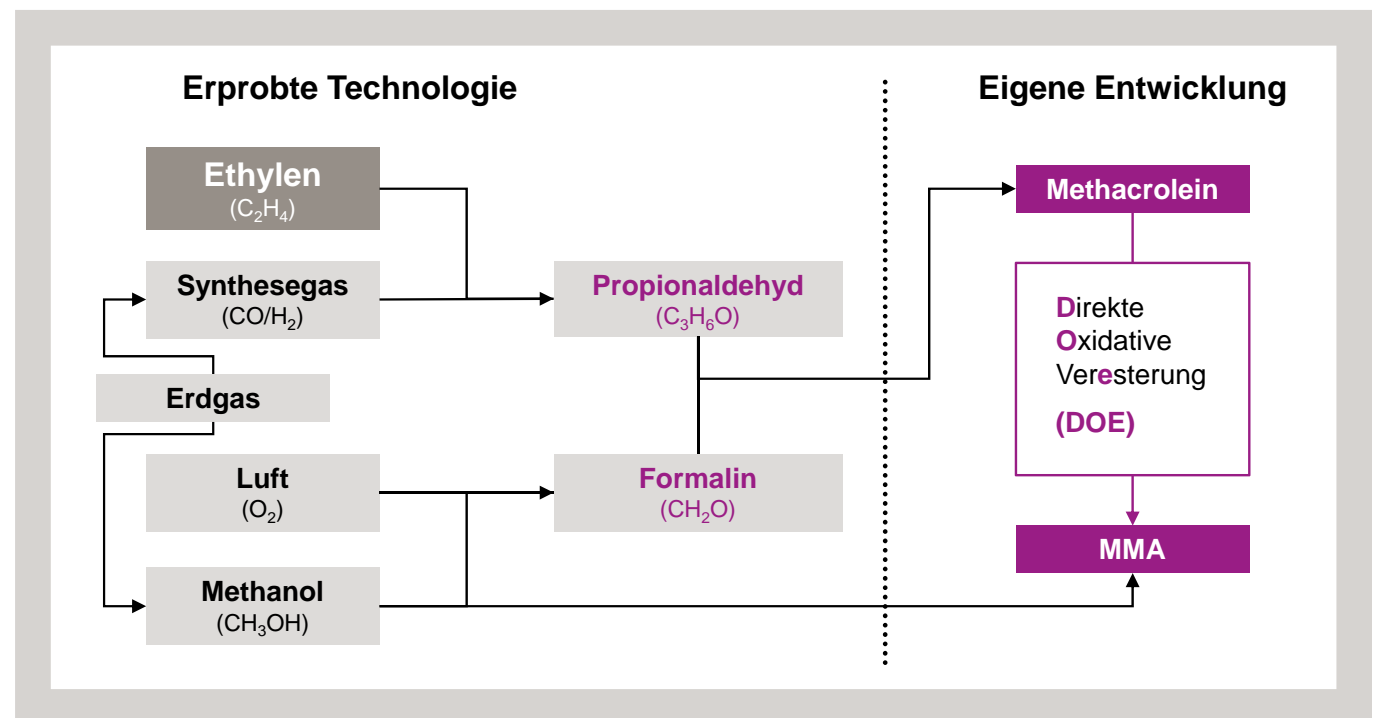 Erprobte Technologie
Eigene Entwicklung
Ethylen
(C₂H₄)
Methacrolein
Synthesegas
(CO/H₂)
Propionaldehyd
(C₃H₆O)
Direkte
Oxidative
Veresterung
(DOE)
Erdgas
Luft
(O₂)
Formalin
(CH₂O)
MMA
Methanol
(CH₃OH)